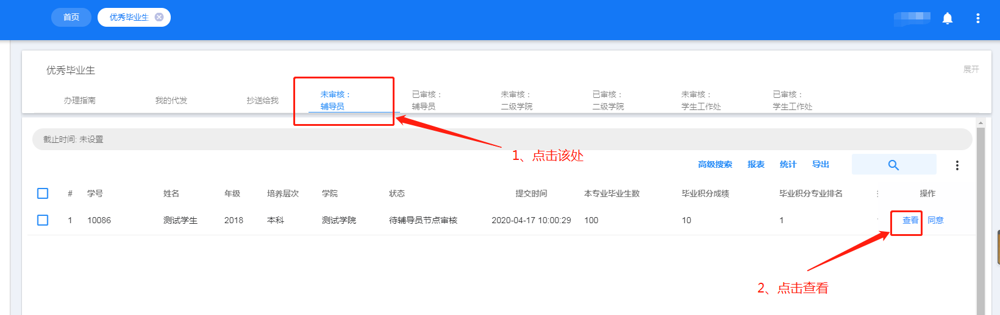 首页
优秀毕业生
优秀毕业生
展开
办理指南
我的代发
抄送给我
未审核：
辅导员
已审核：
辅导员
未审核：
二级学院
已审核：
二级学院
未审核：
学生工作处
已审核：
学生工作处
截止时间: 未设置
1、点击该处
高级搜索 报表 统计 导出
# 学号 姓名 年级 培养层次 学院 状态 提交时间 本专业毕业生数 毕业积分成绩 毕业积分专业排名 操作
1 10086 测试学生 2018 本科 测试学院 待辅导员节点审核 2020-04-17 10:00:29 100 10 1 查看 同意
2、点击查看